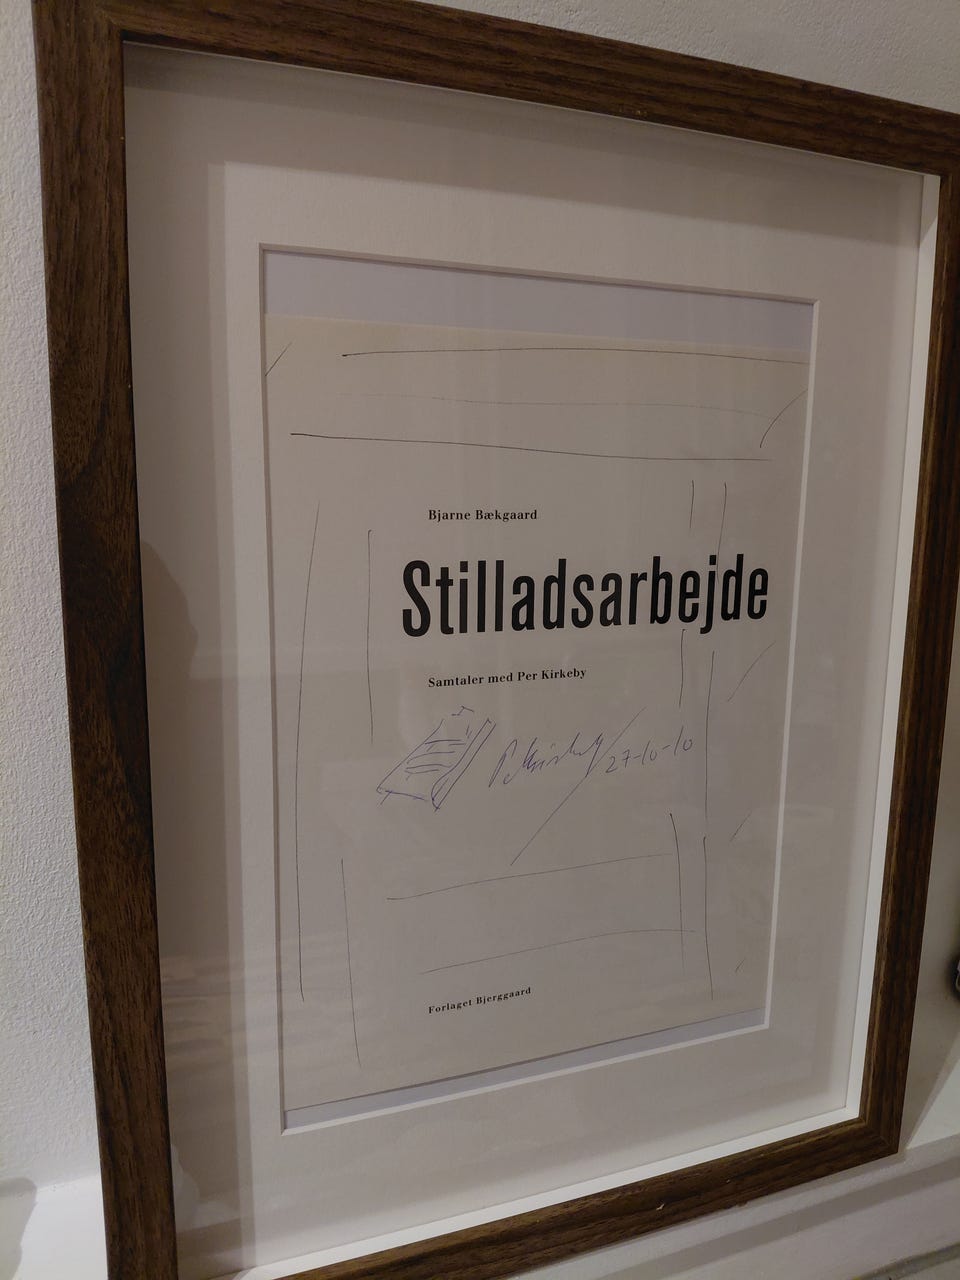 Bjarne Bækgaard
Stilladsarbejde
Samtaler med Per Kirkeby
27-10-10
Forlaget Bjerggaard